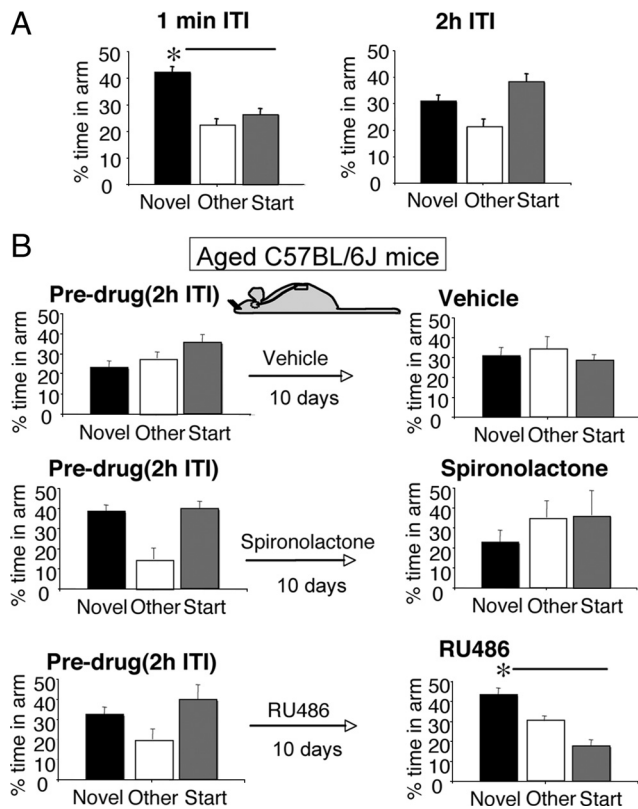 A
1 min ITI
2h ITI
% time in arm
50
40
30
20
10
0
*
Novel Other Start
% time in arm
50
40
30
20
10
0
Novel Other Start
B
Aged C57BL/6J mice
Pre-drug(2h ITI)
% time in arm
50
40
30
20
10
0
Novel Other Start
Vehicle
10 days
Vehicle
% time in arm
50
40
30
20
10
0
Novel Other Start
Pre-drug(2h ITI)
% time in arm
50
40
30
20
10
0
Novel Other Start
Spironolactone
10 days
Spironolactone
% time in arm
50
40
30
20
10
0
Novel Other Start
Pre-drug(2h ITI)
% time in arm
50
40
30
20
10
0
Novel Other Start
RU486
10 days
RU486
% time in arm
50
40
30
20
10
0
*
Novel Other Start